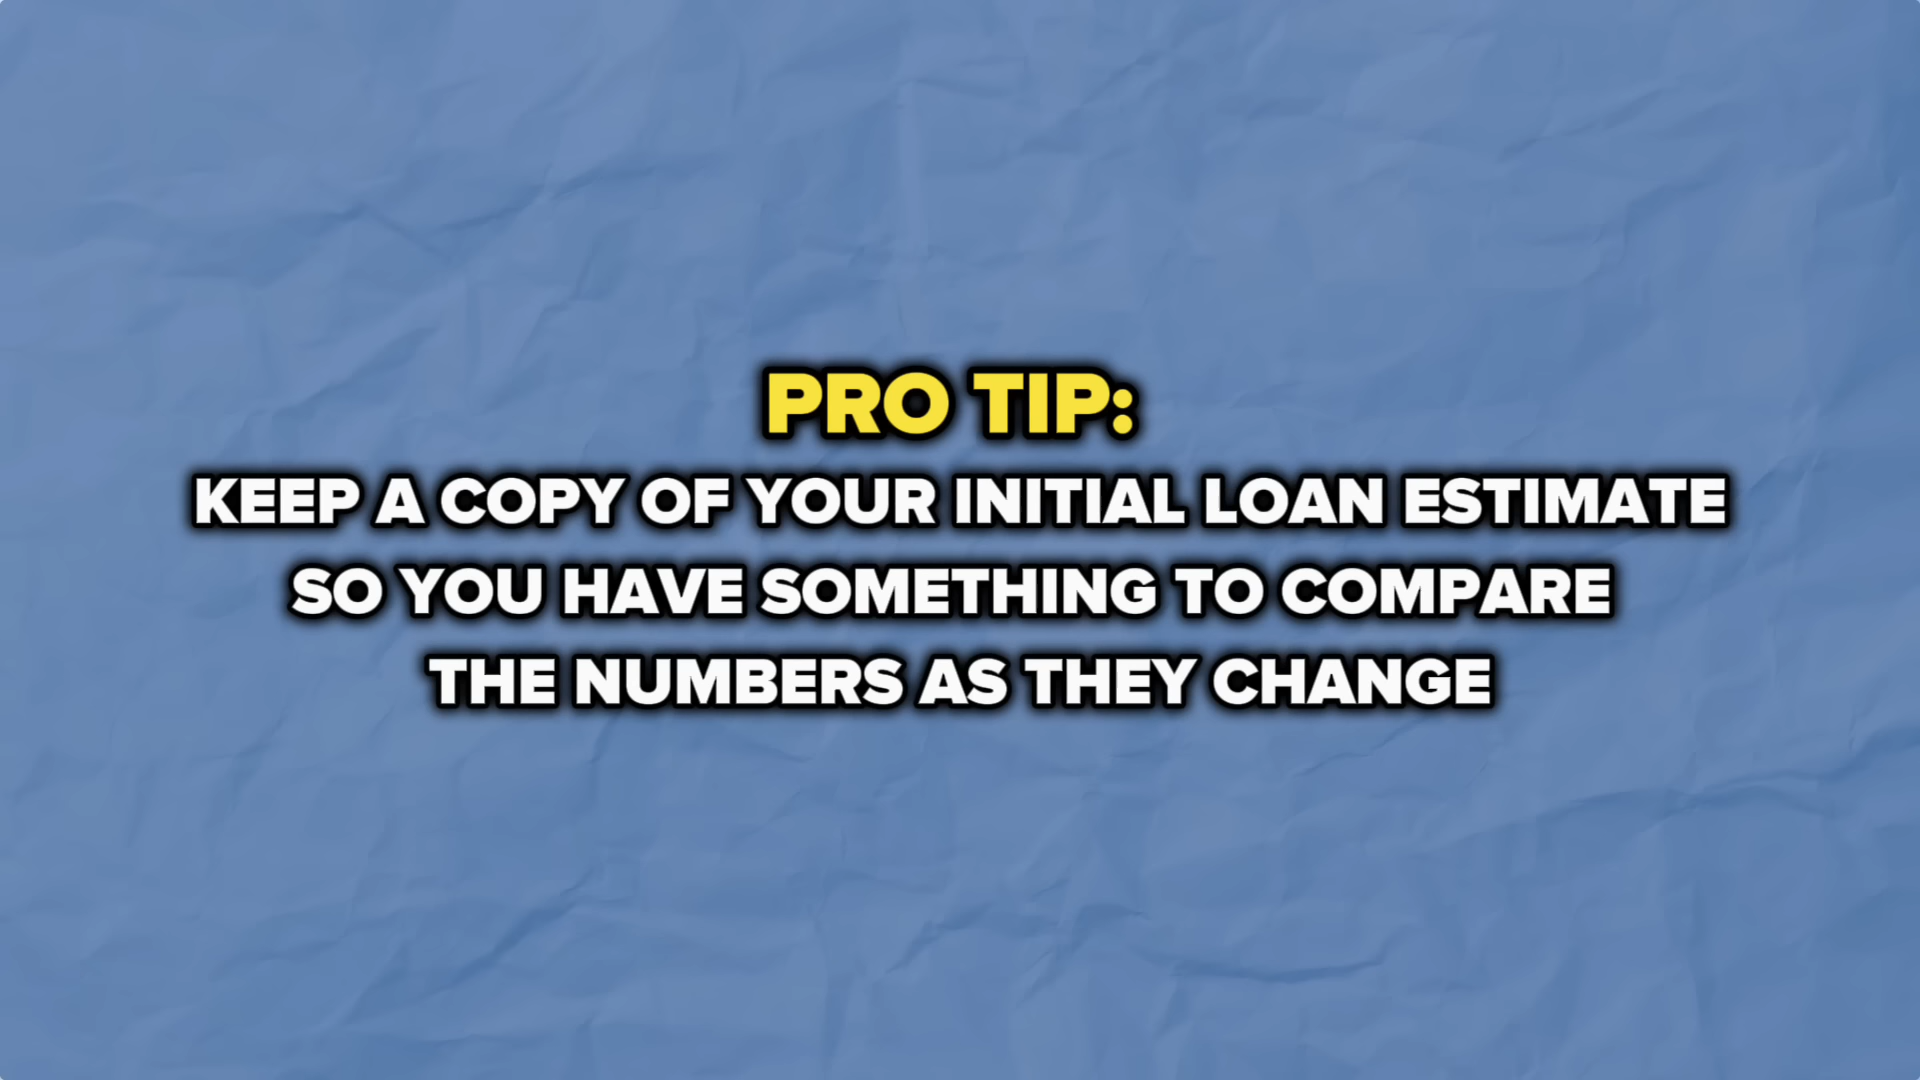 PRO TIP:
KEEP A COPY OF YOUR INITIAL LOAN ESTIMATE
SO YOU HAVE SOMETHING TO COMPARE
THE NUMBERS AS THEY CHANGE